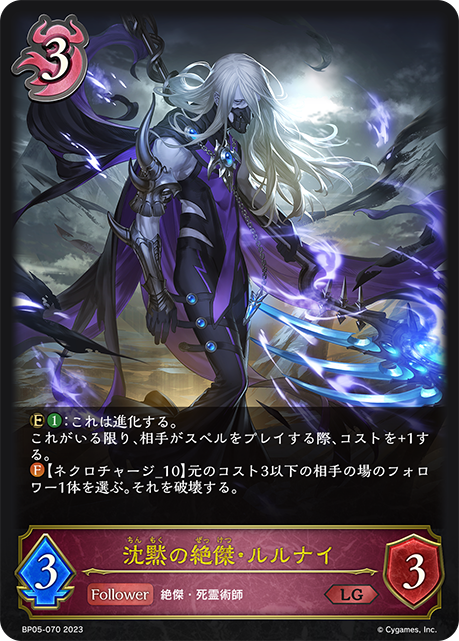 3
E 1：これは進化する。
これがいる限り、相手がスペルをプレイする際、コストを+1す
る。
F【ネクロチャージ_10】元のコスト3以下の相手の場のフォロ
ワー1体を選ぶ。それを破壊する。
ちんもく ぜっけつ
沈黙の絶傑・ルルナイ
3
Follower 絶傑・死霊術師
LG
3
BP05-070 2023
© Cygames, Inc.